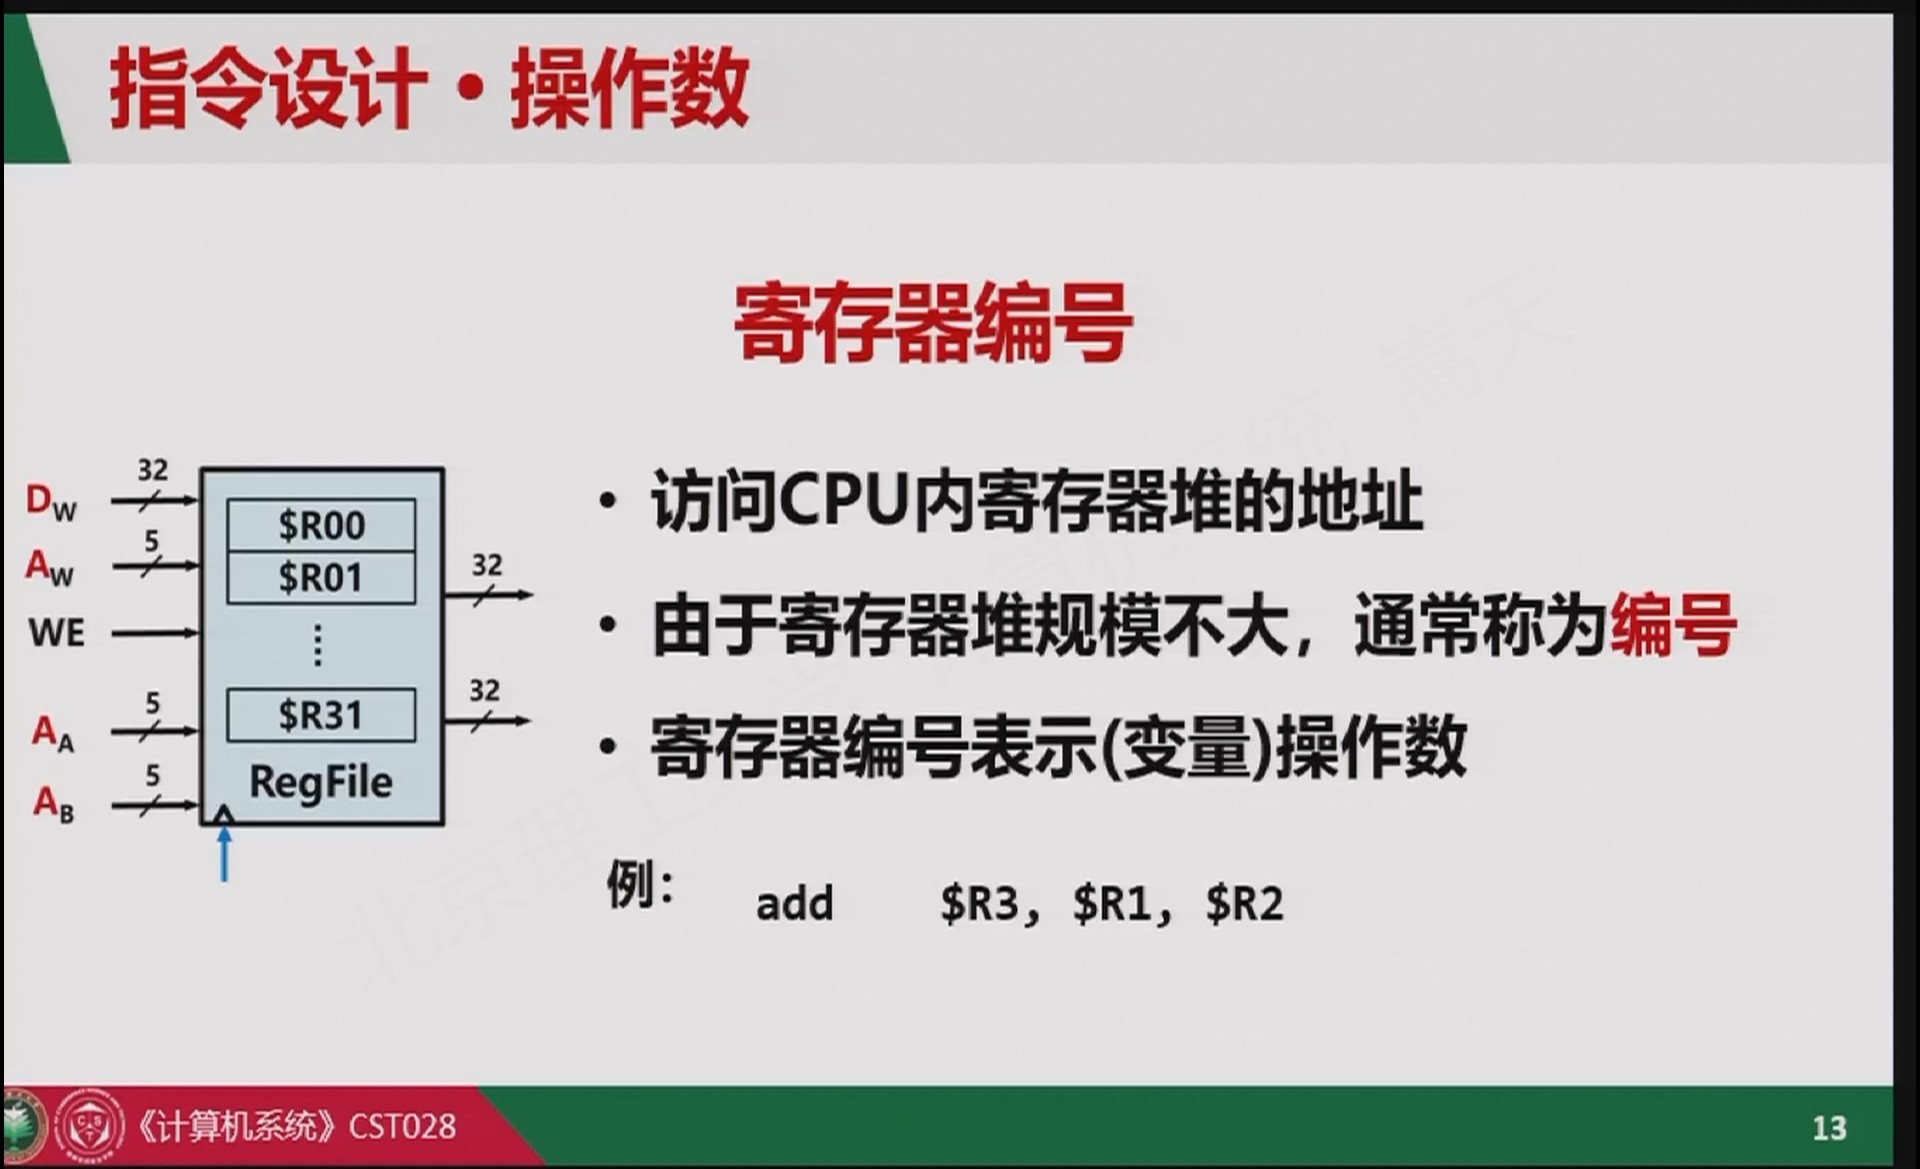 指令设计·操作数
寄存器编号
32
D_W
5
A_W
WE
5
A_A
5
A_B
$R00
$R01
$R31
RegFile
32
32
• 访问CPU内寄存器堆的地址
• 由于寄存器堆规模不大，通常称为编号
• 寄存器编号表示(变量)操作数
例： add $R3, $R1, $R2
《计算机系统》CST028
13